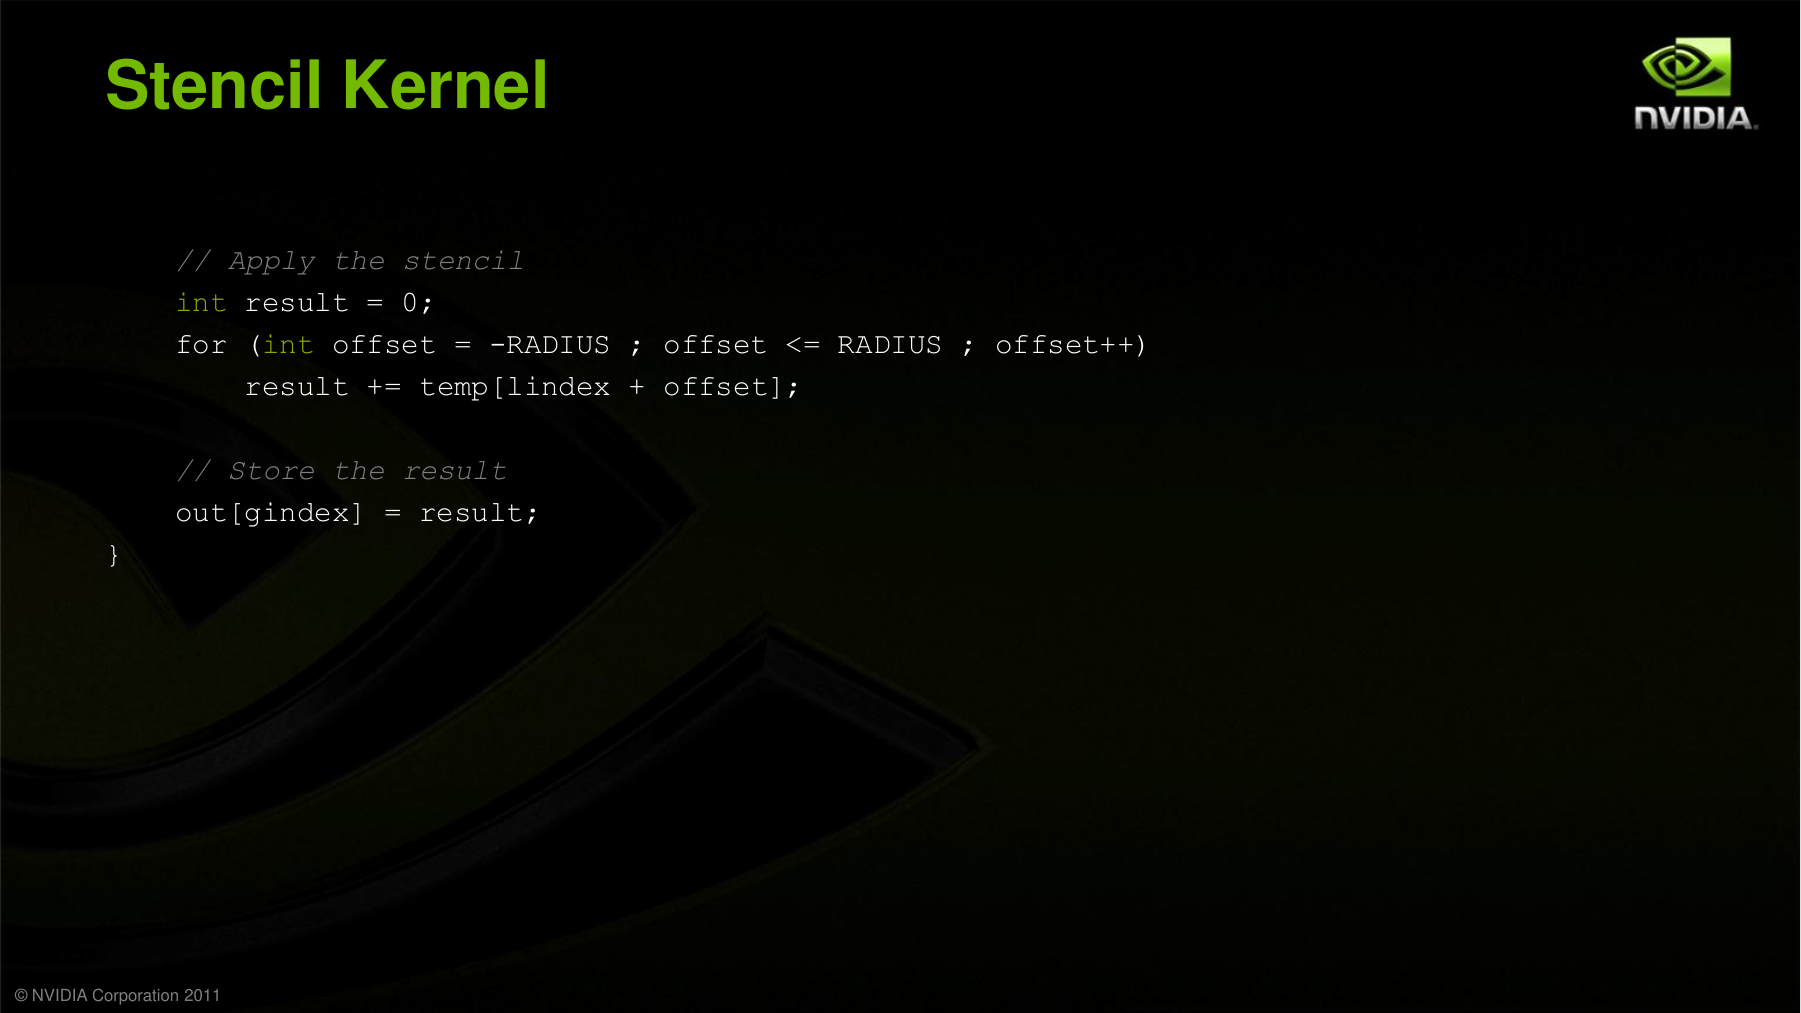 Stencil Kernel
NVIDIA.
// Apply the stencil
int result = 0;
for (int offset = -RADIUS ; offset <= RADIUS ; offset++)
result += temp[lindex + offset];
// Store the result
out[gindex] = result;
}
© NVIDIA Corporation 2011